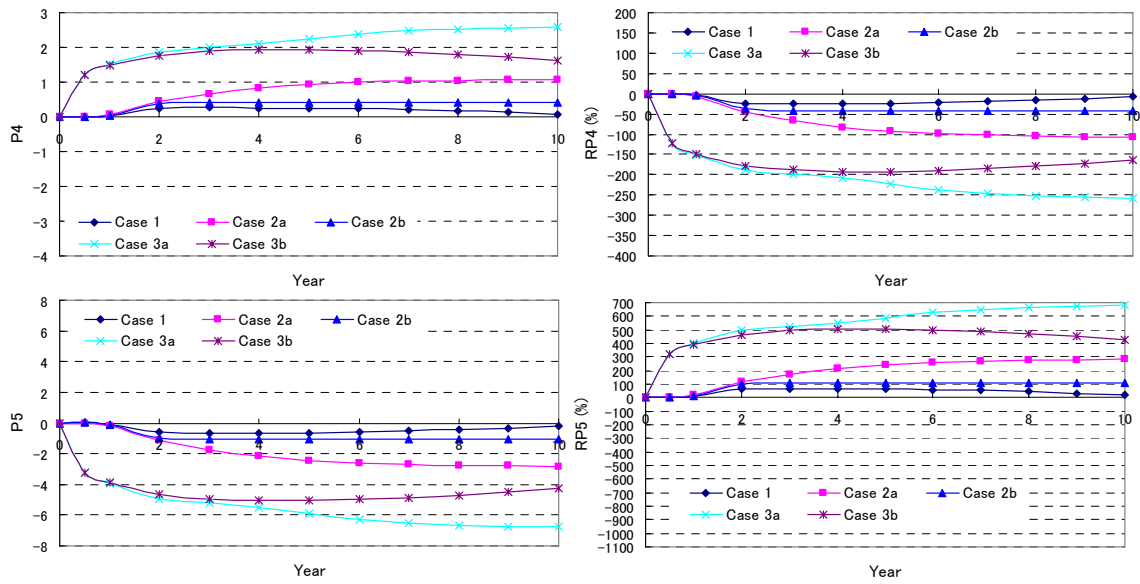 4
3
2
1
0
-1
-2
-3
-4
P4
0 2 4 6 8 10
Case 1 Case 2a Case 2b
Case 3a Case 3b
Year
200
150
100
50
0
-50
-100
-150
-200
-250
-300
-350
-400
RP4 (%)
0 2 4 6 8 10
Case 1 Case 2a Case 2b
Case 3a Case 3b
Year
8
6
4
2
0
-2
-4
-6
-8
P5
0 2 4 6 8 10
Case 1 Case 2a Case 2b
Case 3a Case 3b
Year
700
600
500
400
300
200
100
0
-100
-200
-300
-400
-500
-600
-700
-800
-900
-1000
-1100
RP5 (%)
0 2 4 6 8 10
Case 1 Case 2a Case 2b
Case 3a Case 3b
Year